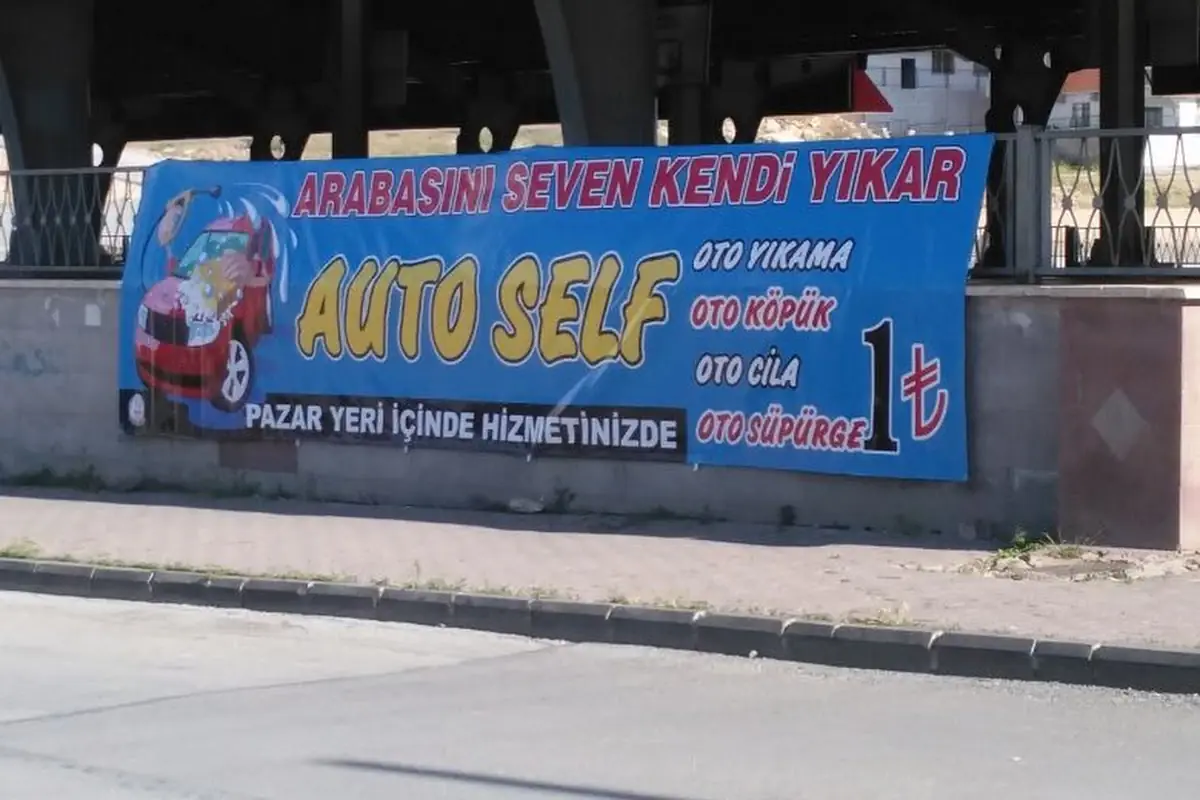 ARABASINI SEVEN KENDİ YIKAR
AUTO SELF
OTO YIKAMA
OTO KÖPÜK
OTO CİLA
OTO SÜPÜRGE
1 ₺
PAZAR YERİ İÇİNDE HİZMETİNİZDE